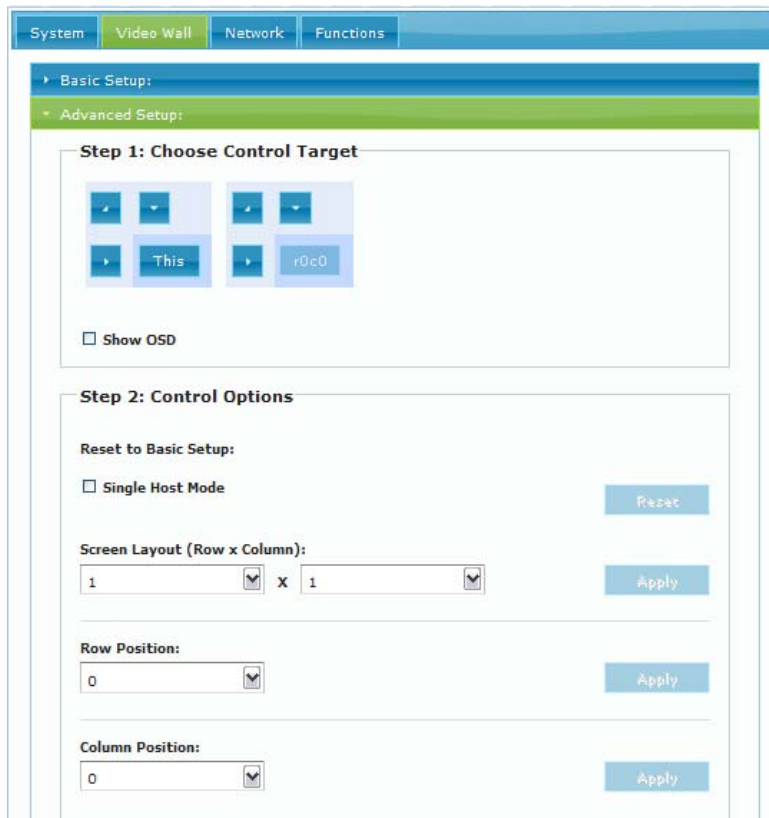 System Video Wall Network Functions
Basic Setup:
Advanced Setup:
Step 1: Choose Control Target
This r0c0
Show OSD
Step 2: Control Options
Reset to Basic Setup:
Single Host Mode
Reset
Screen Layout (Row x Column):
1 X 1 Apply
Row Position:
0 Apply
Column Position:
0 Apply